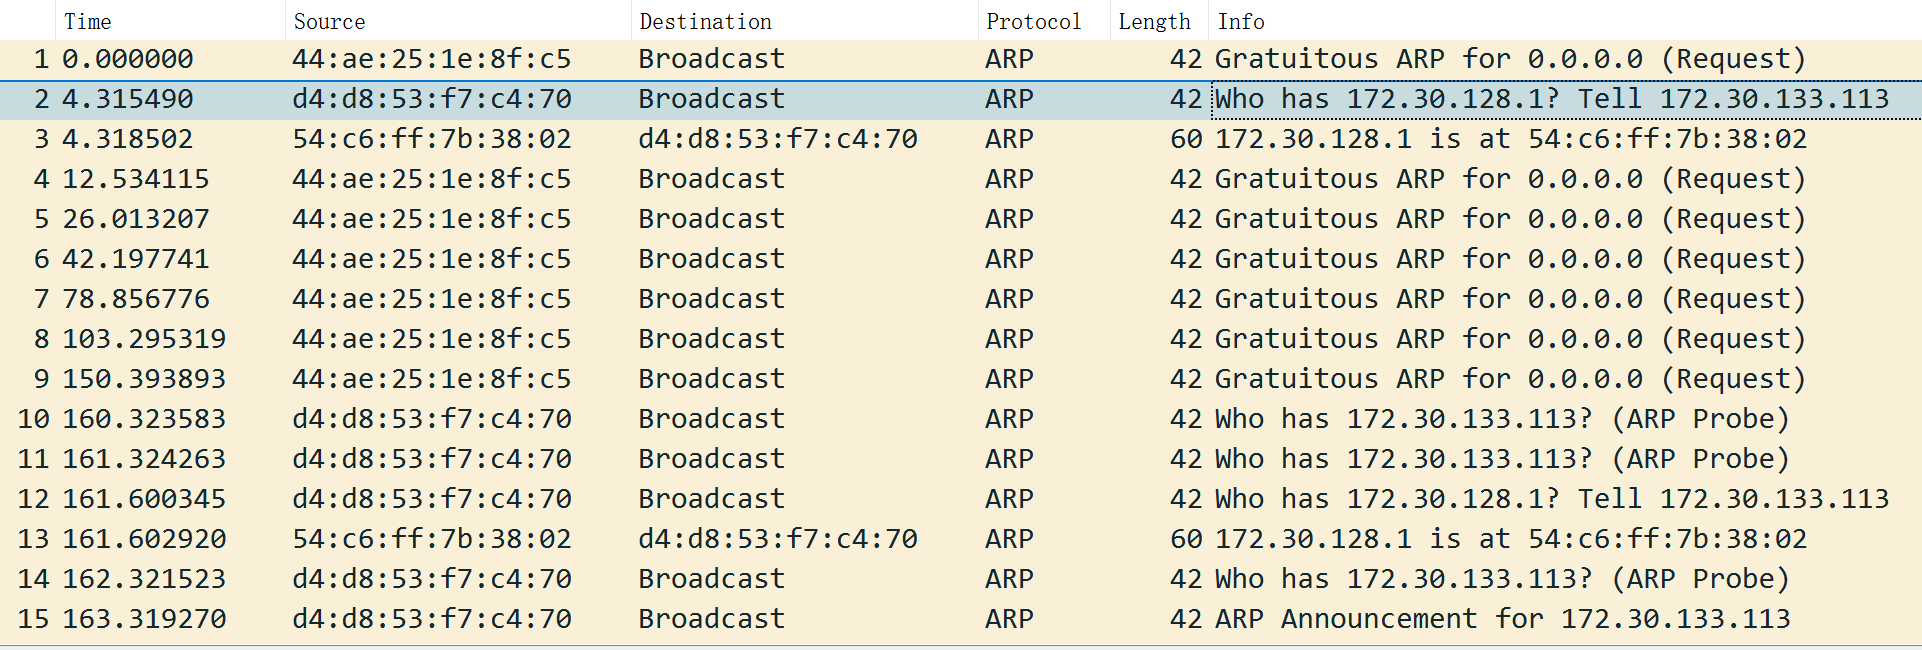 Time Source Destination Protocol Length Info
1 0.000000 44:ae:25:1e:8f:c5 Broadcast ARP 42 Gratuitous ARP for 0.0.0.0 (Request)
2 4.315490 d4:d8:53:f7:c4:70 Broadcast ARP 42 Who has 172.30.128.1? Tell 172.30.133.113
3 4.318502 54:c6:ff:7b:38:02 d4:d8:53:f7:c4:70 ARP 60 172.30.128.1 is at 54:c6:ff:7b:38:02
4 12.534115 44:ae:25:1e:8f:c5 Broadcast ARP 42 Gratuitous ARP for 0.0.0.0 (Request)
5 26.013207 44:ae:25:1e:8f:c5 Broadcast ARP 42 Gratuitous ARP for 0.0.0.0 (Request)
6 42.197741 44:ae:25:1e:8f:c5 Broadcast ARP 42 Gratuitous ARP for 0.0.0.0 (Request)
7 78.856776 44:ae:25:1e:8f:c5 Broadcast ARP 42 Gratuitous ARP for 0.0.0.0 (Request)
8 103.295319 44:ae:25:1e:8f:c5 Broadcast ARP 42 Gratuitous ARP for 0.0.0.0 (Request)
9 150.393893 44:ae:25:1e:8f:c5 Broadcast ARP 42 Gratuitous ARP for 0.0.0.0 (Request)
10 160.323583 d4:d8:53:f7:c4:70 Broadcast ARP 42 Who has 172.30.133.113? (ARP Probe)
11 161.324263 d4:d8:53:f7:c4:70 Broadcast ARP 42 Who has 172.30.133.113? (ARP Probe)
12 161.600345 d4:d8:53:f7:c4:70 Broadcast ARP 42 Who has 172.30.128.1? Tell 172.30.133.113
13 161.602920 54:c6:ff:7b:38:02 d4:d8:53:f7:c4:70 ARP 60 172.30.128.1 is at 54:c6:ff:7b:38:02
14 162.321523 d4:d8:53:f7:c4:70 Broadcast ARP 42 Who has 172.30.133.113? (ARP Probe)
15 163.319270 d4:d8:53:f7:c4:70 Broadcast ARP 42 ARP Announcement for 172.30.133.113